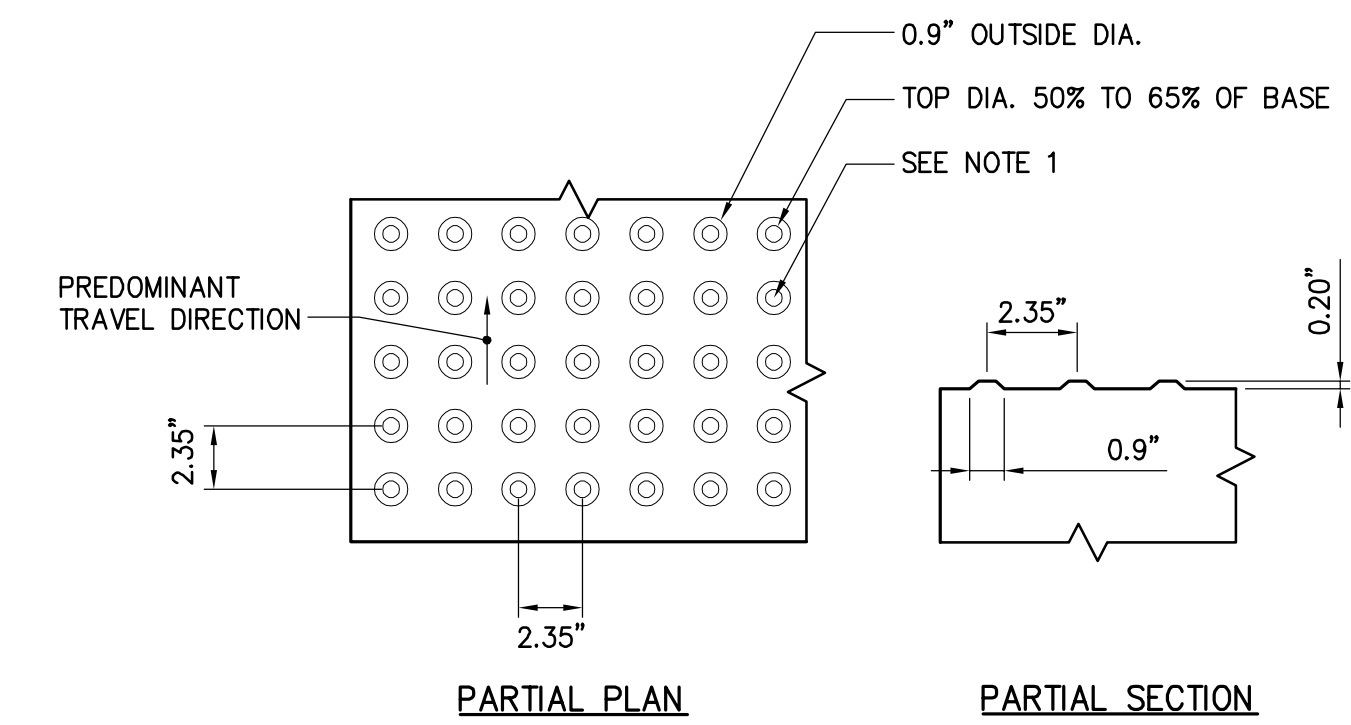 0.9" OUTSIDE DIA.
TOP DIA. 50% TO 65% OF BASE
SEE NOTE 1
PREDOMINANT
TRAVEL DIRECTION
2.35"
2.35"
2.35"
0.20"
0.9"
PARTIAL PLAN
PARTIAL SECTION